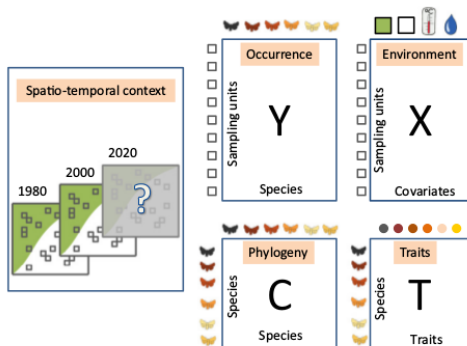 Spatio-temporal context
1980
2000
2020
?
Occurrence
Sampling units
Y
Species
Environment
Sampling units
X
Covariates
Phylogeny
Species
C
Species
Traits
Species
T
Traits